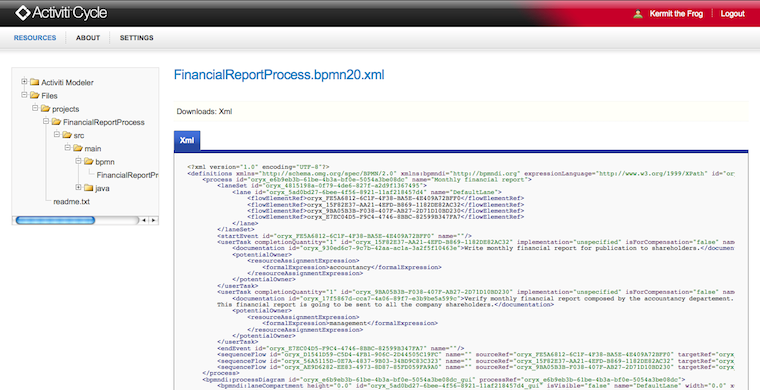 Activiti Cycle
Kermit the Frog
Logout
RESOURCES
ABOUT
SETTINGS
Activiti Modeler
Files
projects
FinancialReportProcess
src
main
bpmn
FinancialReportPr
java
readme.txt
FinancialReportProcess.bpmn20.xml
Downloads: Xml
Xml
<?xml version="1.0" encoding="UTF-8"?>
<definitions xmlns="http://schema.omg.org/spec/BPMN/2.0" xmlns:bpmndi="http://bpmndi.org" expressionLanguage="http://www.w3.org/1999/XPath" id="or
<process id="oryx_e6b9eb3b-61be-4b3a-bf0e-5054a3be08dc" name="Monthly financial report">
<laneSet id="oryx_4815198a-0f79-4de6-827f-a2d9f1367495">
<lane id="oryx_5ad0bd27-6bee-4f56-8921-11af218457d4" name="DefaultLane">
<flowElementRef>oryx_FE5A6812-6C1F-4F38-BA5E-4E409A72BFF0</flowElementRef>
<flowElementRef>oryx_15F82E37-AA21-4EFD-B869-1182DE82AC32</flowElementRef>
<flowElementRef>oryx_9BA05B3B-F038-407F-AB27-2D71D10BD230</flowElementRef>
<flowElementRef>oryx_E7EC04D5-F9C4-4746-8BBC-82599B347FA7</flowElementRef>
</lane>
</laneSet>
<startEvent id="oryx_FE5A6812-6C1F-4F38-BA5E-4E409A72BFF0" name=""/>
<userTask completionQuantity="1" id="oryx_15F82E37-AA21-4EFD-B869-1182DE82AC32" implementation="unspecified" isForCompensation="false" nam
<documentation id="oryx_930ed6c7-9c7b-42aa-ac1a-3a2f5f10463e">Write monthly financial report for publication to shareholders.</documen
<potentialOwner>
<resourceAssignmentExpression>
<formalExpression>accountancy</formalExpression>
</resourceAssignmentExpression>
</potentialOwner>
</userTask>
<userTask completionQuantity="1" id="oryx_9BA05B3B-F038-407F-AB27-2D71D10BD230" implementation="unspecified" isForCompensation="false" nam
<documentation id="oryx_17f5867d-cca7-4a06-89f7-e3b9be5a599c">Verify monthly financial report composed by the accountancy department.
This financial report is going to be sent to all the company shareholders.</documentation>
<potentialOwner>
<resourceAssignmentExpression>
<formalExpression>management</formalExpression>
</resourceAssignmentExpression>
</potentialOwner>
</userTask>
<endEvent id="oryx_E7EC04D5-F9C4-4746-8BBC-82599B347FA7" name=""/>
<sequenceFlow id="oryx_D1541D59-C5D4-4FB1-906C-2D44505C19FC" name="" sourceRef="oryx_FE5A6812-6C1F-4F38-BA5E-4E409A72BFF0" targetRef="oryx
<sequenceFlow id="oryx_56A5115D-0E7A-4837-9B03-34BD9C83C323" name="" sourceRef="oryx_15F82E37-AA21-4EFD-B869-1182DE82AC32" targetRef="oryx
<sequenceFlow id="oryx_AE9D6282-EE83-4973-8D87-85FD059FA9A0" name="" sourceRef="oryx_9BA05B3B-F038-407F-AB27-2D71D10BD230" targetRef="oryx
</process>
<bpmndi:processDiagram id="oryx_e6b9eb3b-61be-4b3a-bf0e-5054a3be08dc_gui" processRef="oryx_e6b9eb3b-61be-4b3a-bf0e-5054a3be08dc">
<bpmndi:laneCompartment height="0.0" id="oryx_5ad0bd27-6bee-4f56-8921-11af218457d4_gui" isVisible="false" name="DefaultLane" width="0.0" x